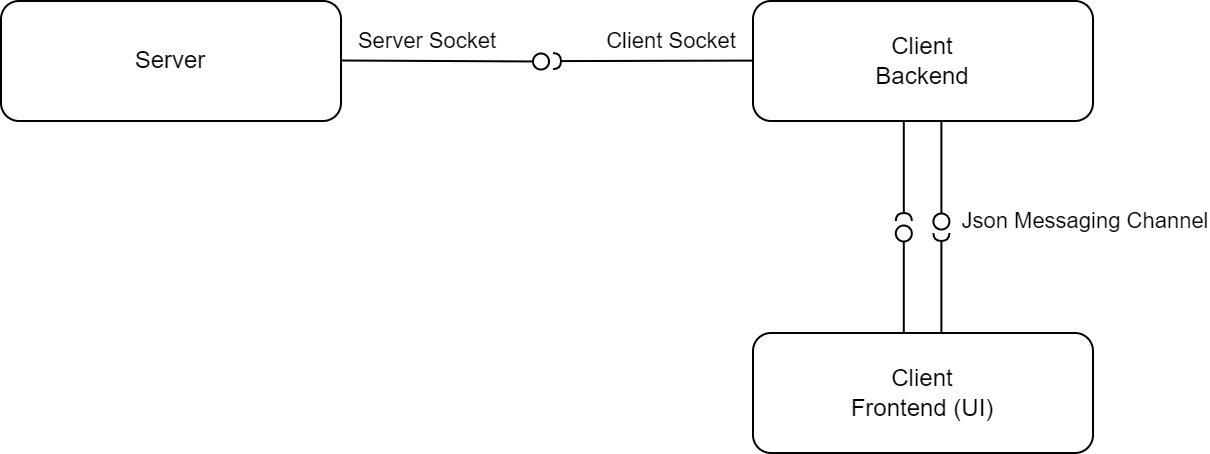 Server
Server Socket
Client Socket
Client
Backend
Json Messaging Channel
Client
Frontend (UI)